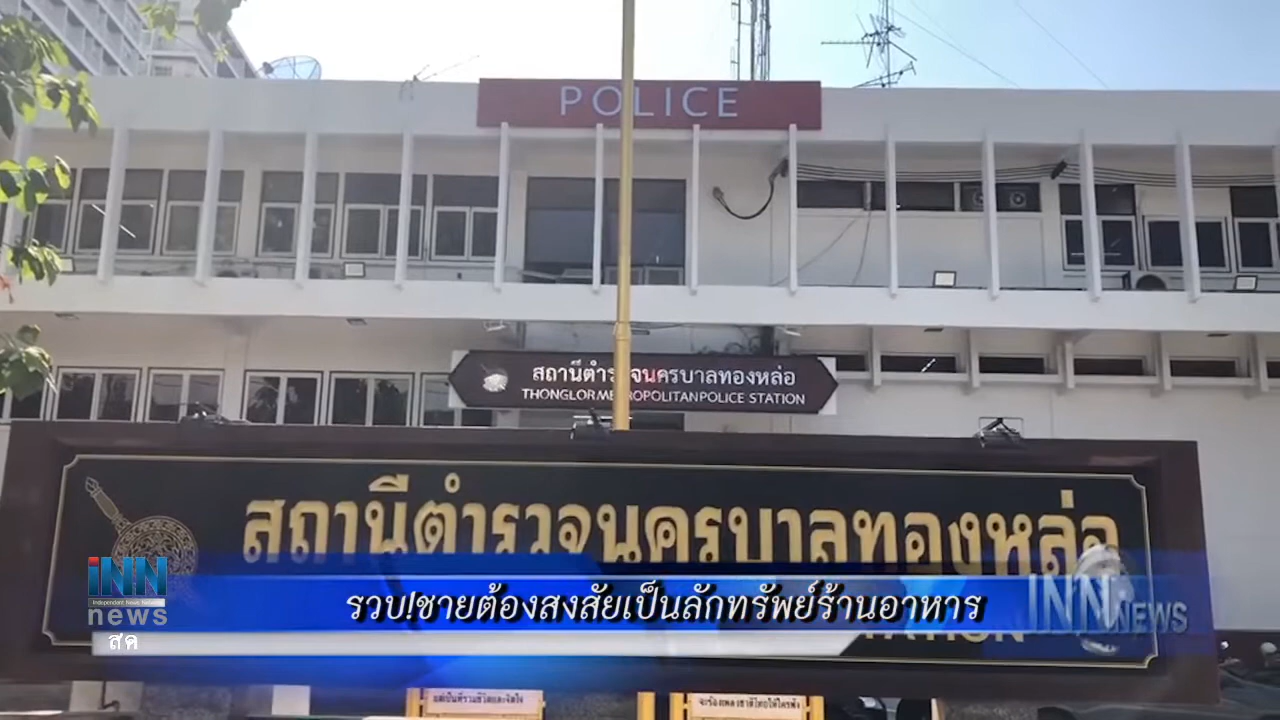 POLICE
สถานีตำรวจนครบาลทองหล่อ
THONGLOR METROPOLITAN POLICE STATION
สถานีตำรวจนครบาลทองหล่อ
STATION
iNN
Independent News Network
news
รวบ!ชายต้องสงสัยเป็นลักทรัพย์ร้านอาหาร
INN NEWS
สด